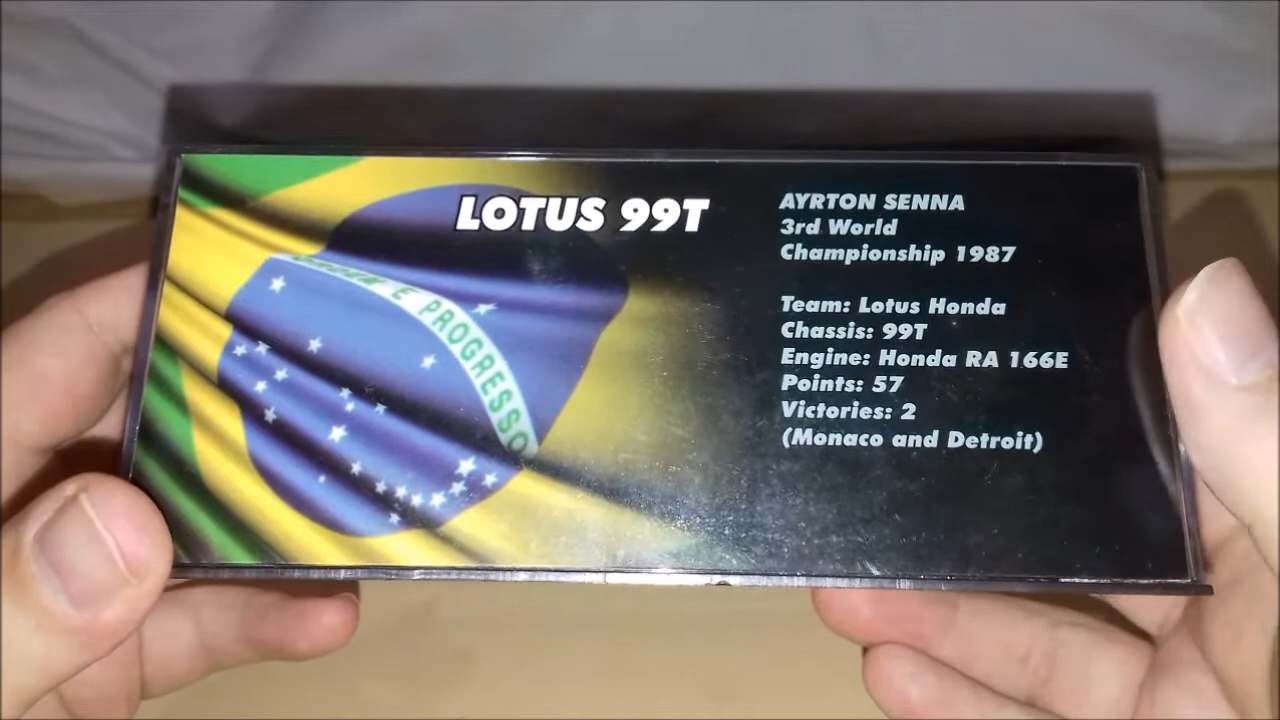 LOTUS 99T
AYRTON SENNA
3rd World
Championship 1987
Team: Lotus Honda
Chassis: 99T
Engine: Honda RA 166E
Points: 57
Victories: 2
(Monaco and Detroit)
E PROGRESSO